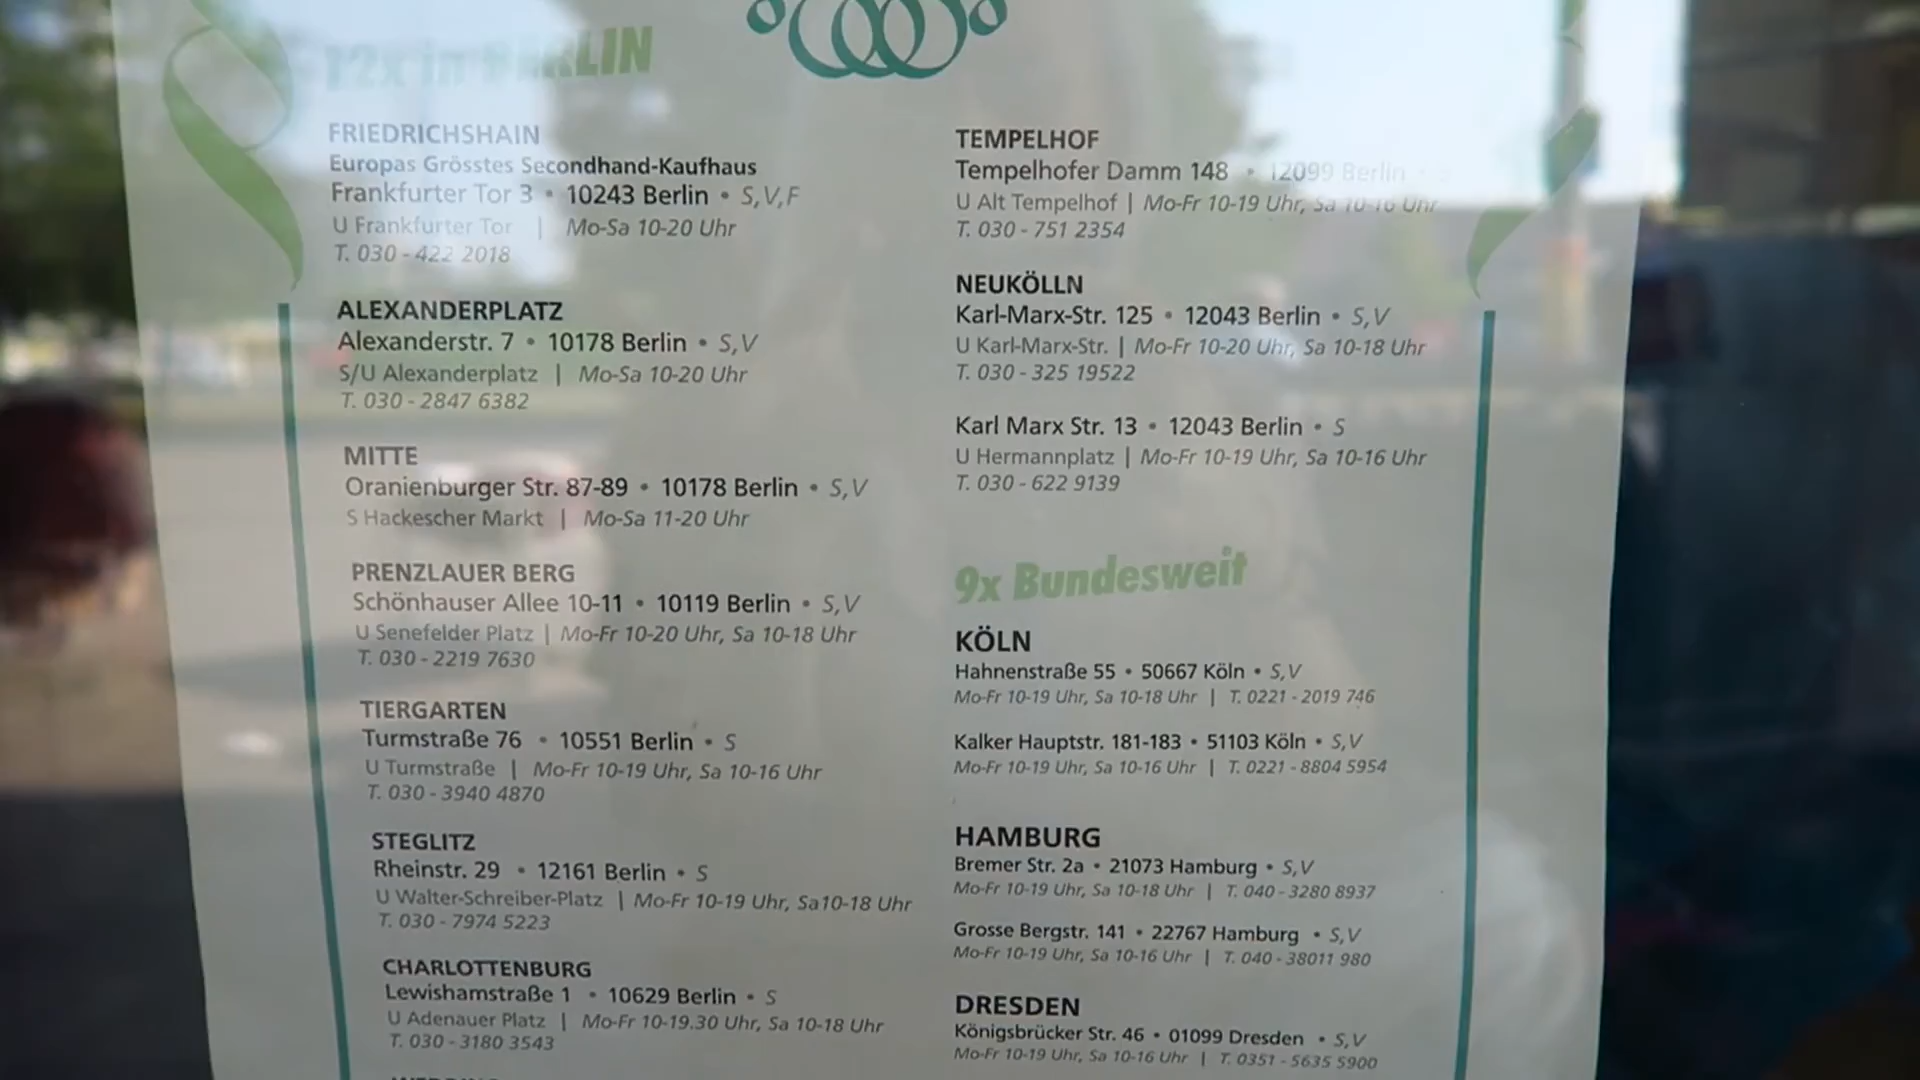 12x in BERLIN
FRIEDRICHSHAIN
Europas Grösstes Secondhand-Kaufhaus
Frankfurter Tor 3 • 10243 Berlin • S,V,F
U Frankfurter Tor | Mo-Sa 10-20 Uhr
T. 030 - 422 2018
ALEXANDERPLATZ
Alexanderstr. 7 • 10178 Berlin • S,V
S/U Alexanderplatz | Mo-Sa 10-20 Uhr
T. 030 - 2847 6382
MITTE
Oranienburger Str. 87-89 • 10178 Berlin • S,V
S Hackescher Markt | Mo-Sa 11-20 Uhr
PRENZLAUER BERG
Schönhauser Allee 10-11 • 10119 Berlin • S,V
U Senefelder Platz | Mo-Fr 10-20 Uhr, Sa 10-18 Uhr
T. 030 - 2219 7630
TIERGARTEN
Turmstraße 76 • 10551 Berlin • S
U Turmstraße | Mo-Fr 10-19 Uhr, Sa 10-16 Uhr
T. 030 - 3940 4870
STEGLITZ
Rheinstr. 29 • 12161 Berlin • S
U Walter-Schreiber-Platz | Mo-Fr 10-19 Uhr, Sa10-18 Uhr
T. 030 - 7974 5223
CHARLOTTENBURG
Lewishamstraße 1 • 10629 Berlin • S
U Adenauer Platz | Mo-Fr 10-19.30 Uhr, Sa 10-18 Uhr
T. 030 - 3180 3543
TEMPELHOF
Tempelhofer Damm 148 • 12099 Berlin •
U Alt Tempelhof | Mo-Fr 10-19 Uhr, Sa 10-16 Uhr
T. 030 - 751 2354
NEUKÖLLN
Karl-Marx-Str. 125 • 12043 Berlin • S,V
U Karl-Marx-Str. | Mo-Fr 10-20 Uhr, Sa 10-18 Uhr
T. 030 - 325 19522
Karl Marx Str. 13 • 12043 Berlin • S
U Hermannplatz | Mo-Fr 10-19 Uhr, Sa 10-16 Uhr
T. 030 - 622 9139
9x Bundesweit
KÖLN
Hahnenstraße 55 • 50667 Köln • S,V
Mo-Fr 10-19 Uhr, Sa 10-18 Uhr | T. 0221 - 2019 746
Kalker Hauptstr. 181-183 • 51103 Köln • S,V
Mo-Fr 10-19 Uhr, Sa 10-16 Uhr | T. 0221 - 8804 5954
HAMBURG
Bremer Str. 2a • 21073 Hamburg • S,V
Mo-Fr 10-19 Uhr, Sa 10-18 Uhr | T. 040 - 3280 8937
Grosse Bergstr. 141 • 22767 Hamburg • S,V
Mo-Fr 10-19 Uhr, Sa 10-16 Uhr | T. 040 - 38011 980
DRESDEN
Königsbrücker Str. 46 • 01099 Dresden • S,V
Mo-Fr 10-19 Uhr, Sa 10-16 Uhr | T. 0351 - 5635 5900